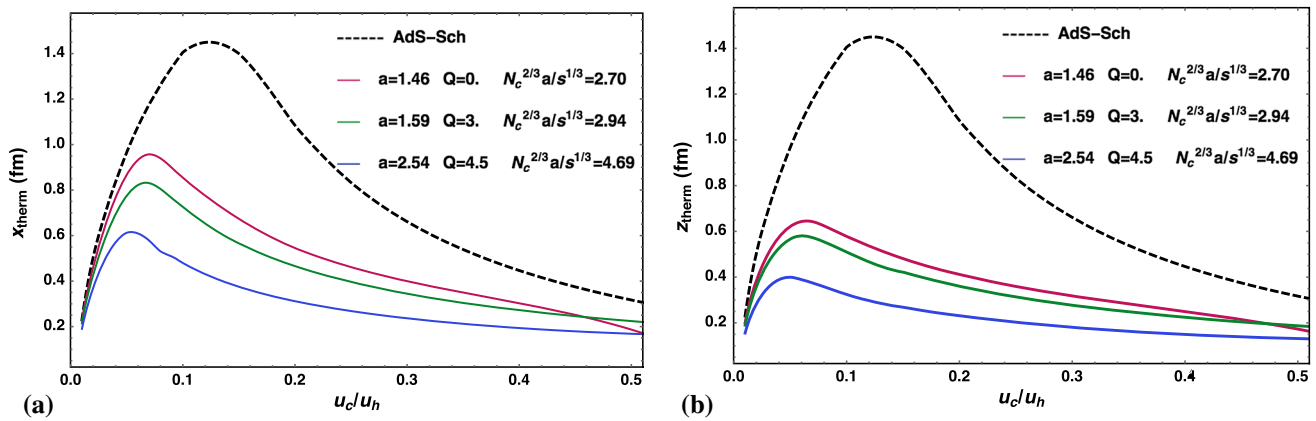 x_therm (fm)
1.4
1.2
1.0
0.8
0.6
0.4
0.2
AdS−Sch
a=1.46 Q=0. N_c^{2/3}a/s^{1/3}=2.70
a=1.59 Q=3. N_c^{2/3}a/s^{1/3}=2.94
a=2.54 Q=4.5 N_c^{2/3}a/s^{1/3}=4.69
0.0 0.1 0.2 0.3 0.4 0.5
u_c/u_h
(a)
z_therm (fm)
1.4
1.2
1.0
0.8
0.6
0.4
0.2
AdS−Sch
a=1.46 Q=0. N_c^{2/3}a/s^{1/3}=2.70
a=1.59 Q=3. N_c^{2/3}a/s^{1/3}=2.94
a=2.54 Q=4.5 N_c^{2/3}a/s^{1/3}=4.69
0.0 0.1 0.2 0.3 0.4 0.5
u_c/u_h
(b)